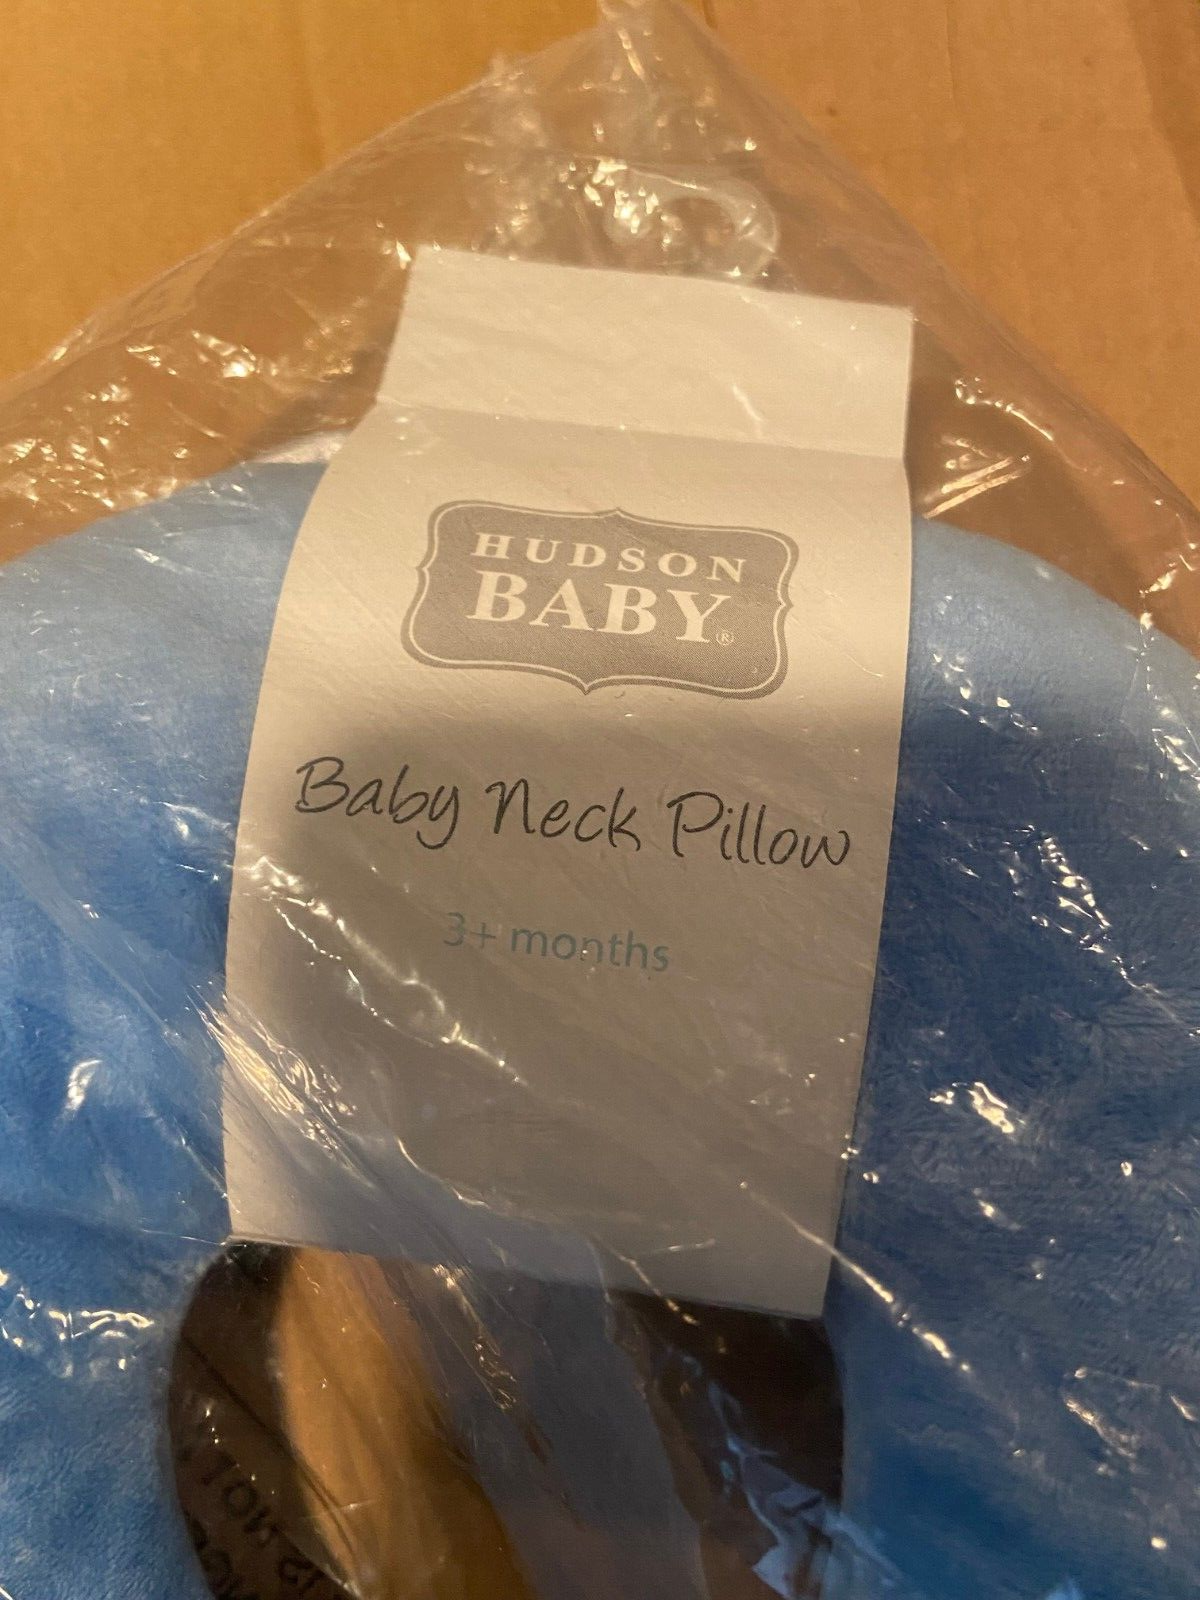 HUDSON
BABY®
Baby Neck Pillow
3+ months